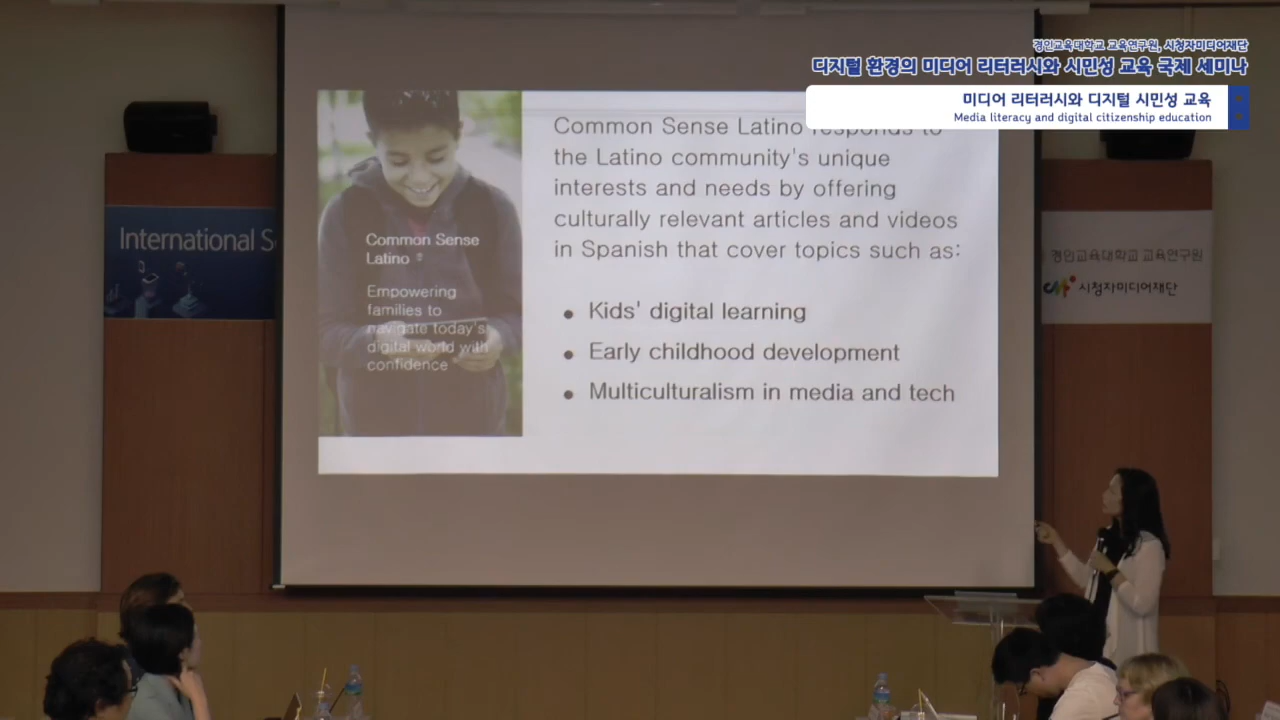 경인교육대학교 교육연구원, 시청자미디어재단
디지털 환경의 미디어 리터러시와 시민성 교육 국제 세미나
미디어 리터러시와 디지털 시민성 교육
Media literacy and digital citizenship education
Common Sense Latino responds to
the Latino community's unique
interests and needs by offering
culturally relevant articles and videos
in Spanish that cover topics such as:
• Kids' digital learning
• Early childhood development
• Multiculturalism in media and tech
Common Sense
Latino ®
Empowering
families to
navigate today's
digital world with
confidence
International S
경인교육대학교 교육연구원
시청자미디어재단